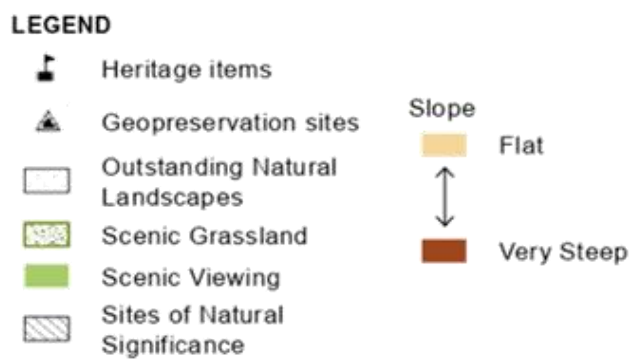 LEGEND
Heritage items
Geopreservation sites
Outstanding Natural
Landscapes
Scenic Grassland
Scenic Viewing
Sites of Natural
Significance
Slope
Flat
Very Steep